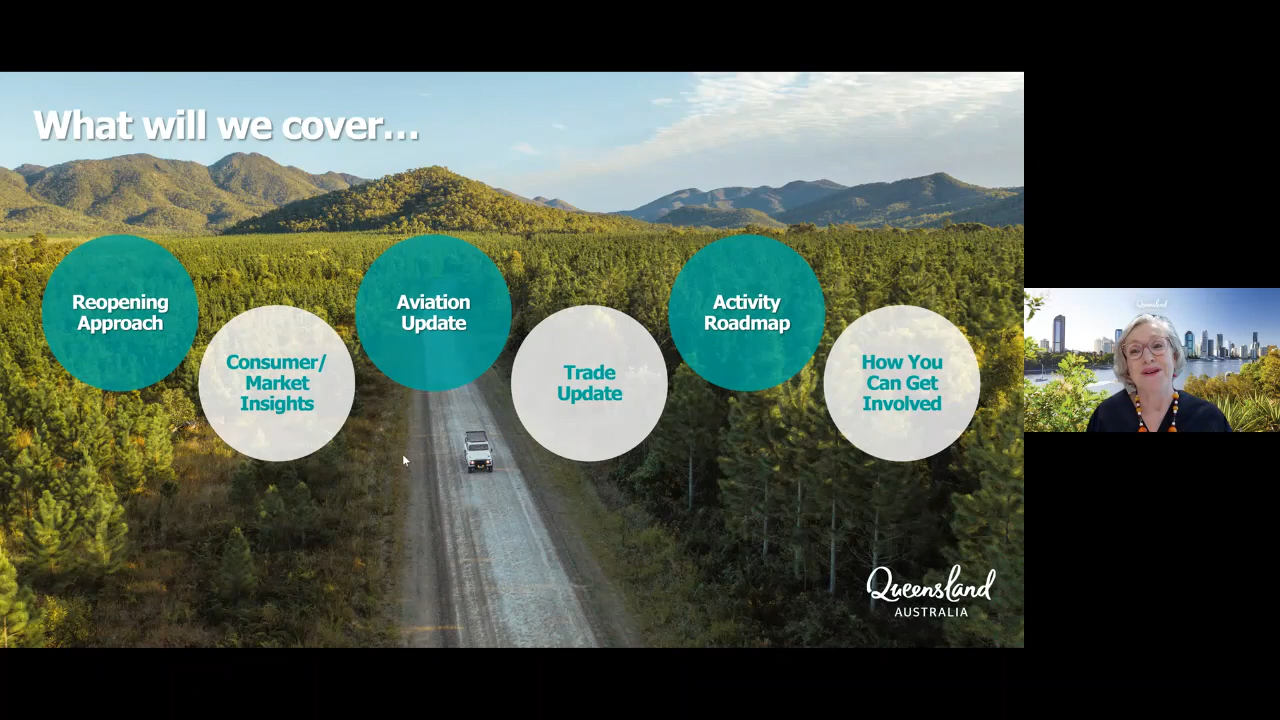 What will we cover...
Reopening
Approach
Consumer/
Market
Insights
Aviation
Update
Trade
Update
Activity
Roadmap
How You
Can Get
Involved
Queensland
AUSTRALIA
Queensland